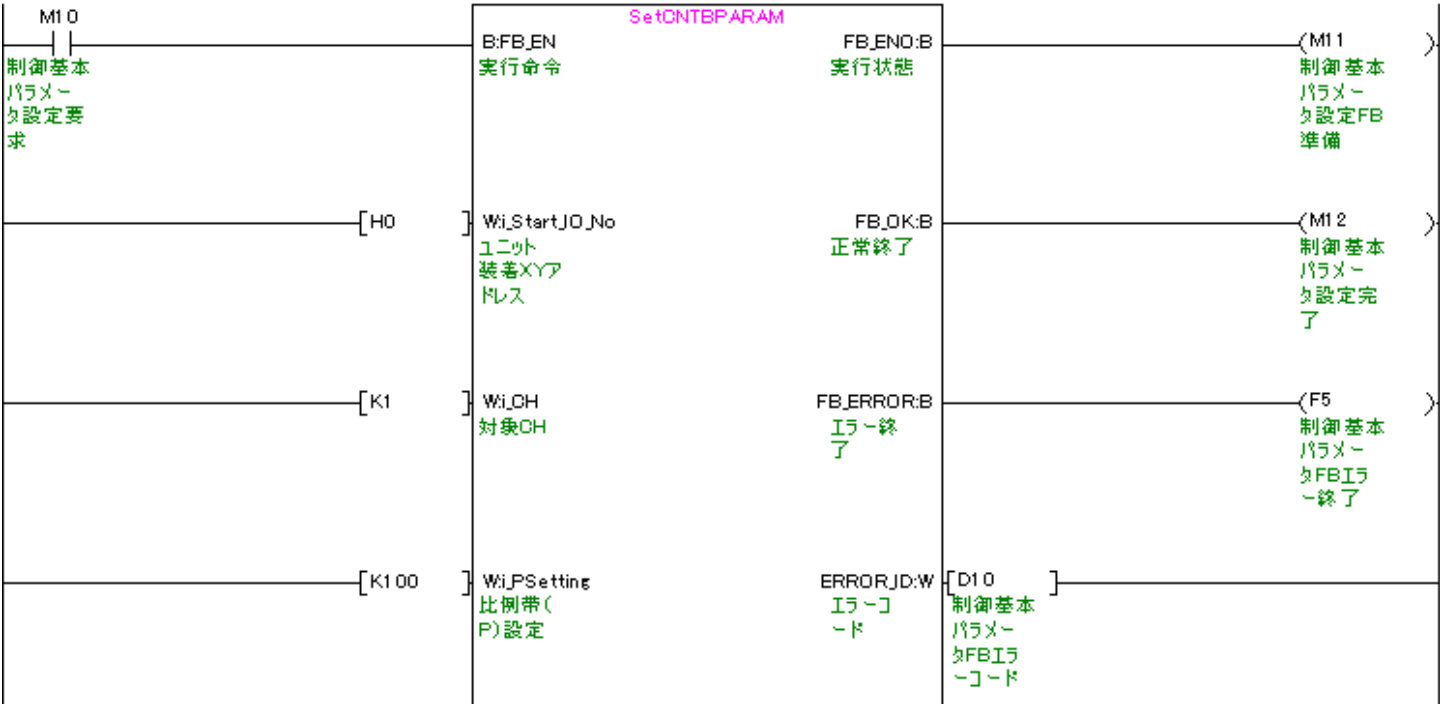 SetCNTBPARAM
M10
制御基本
パラメー
タ設定要
求
B:FB_EN
実行命令
FB_ENO:B
実行状態
(M11 )
制御基本
パラメー
タ設定FB
準備
[H0 ]
W:i_Start_IO_No
ユニット
装着XYア
ドレス
FB_OK:B
正常終了
(M12 )
制御基本
パラメー
タ設定完
了
[K1 ]
W:i_CH
対象CH
FB_ERROR:B
エラー終
了
(F5 )
制御基本
パラメー
タFBエラ
ー終了
[K100 ]
W:i_PSetting
比例帯(
P)設定
ERROR_ID:W
エラーコ
ード
[D10 ]
制御基本
パラメー
タFBエラ
ーコード